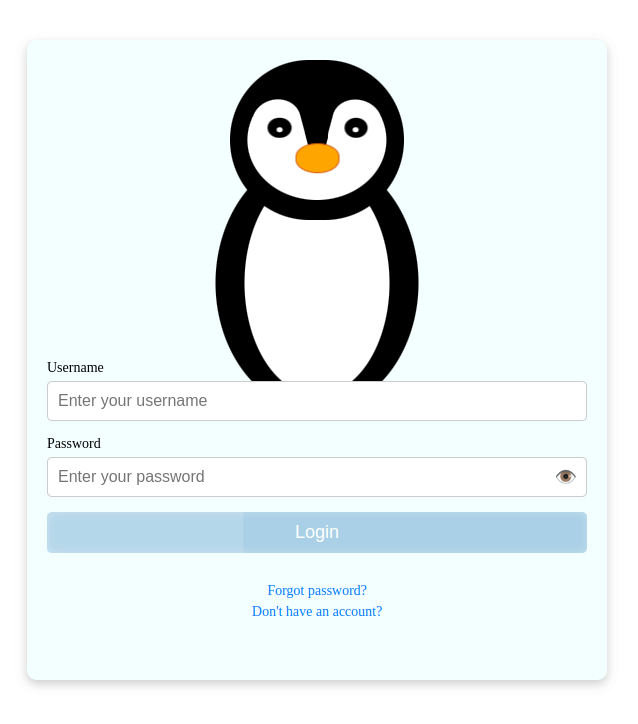 Username
Enter your username
Password
Enter your password
Login
Forgot password?
Don't have an account?